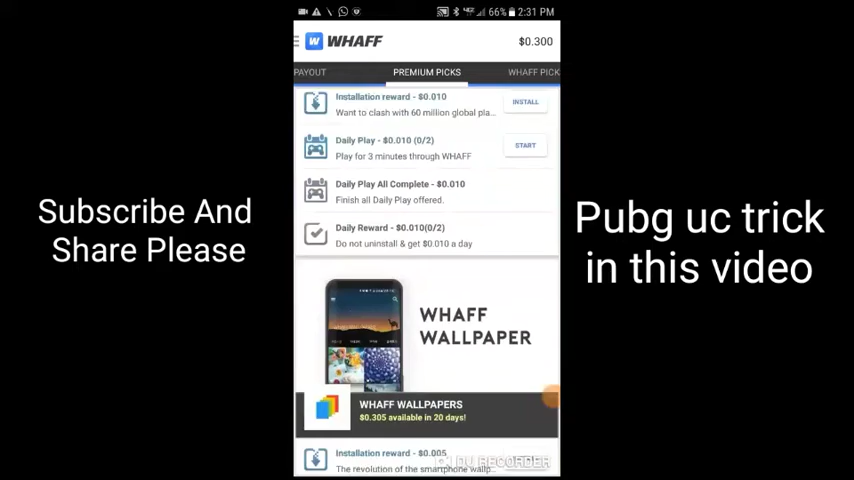 66% 2:31 PM
W WHAFF
$0.300
PAYOUT PREMIUM PICKS WHAFF PICK
Installation reward - $0.010
Want to clash with 60 million global pla...
INSTALL
Daily Play - $0.010 (0/2)
Play for 3 minutes through WHAFF
START
Daily Play All Complete - $0.010
Finish all Daily Play offered.
Daily Reward - $0.010(0/2)
Do not uninstall & get $0.010 a day
WHAFF
WALLPAPER
WHAFF WALLPAPERS
$0.305 available in 20 days!
Installation reward - $0.005
The revolution of the smartphone wallp...
DU RECORDER
Subscribe And
Share Please
Pubg uc trick
in this video